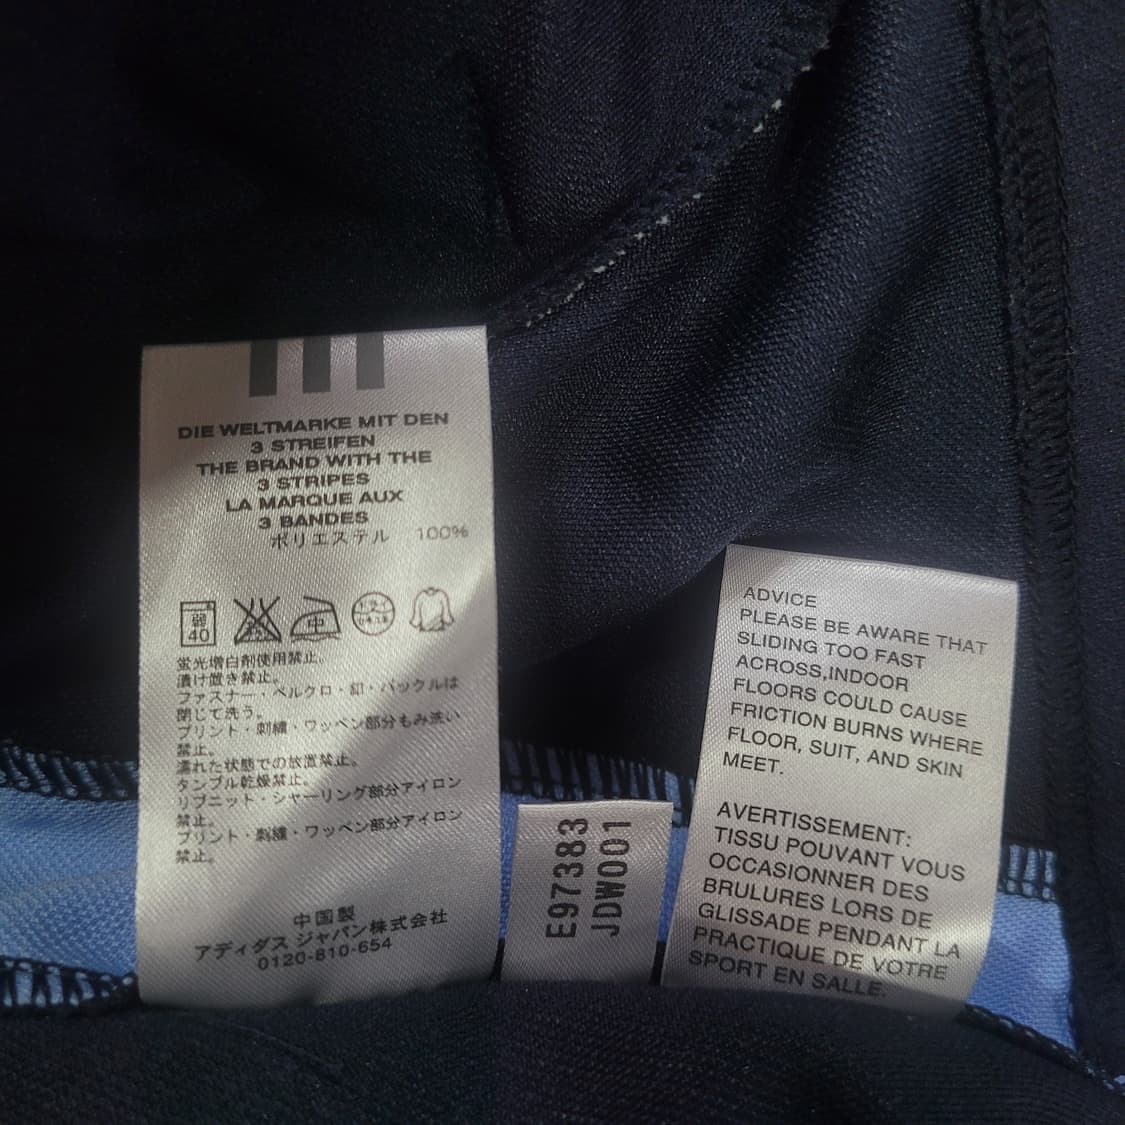 DIE WELTMARKE MIT DEN
3 STREIFEN
THE BRAND WITH THE
3 STRIPES
LA MARQUE AUX
3 BANDES
ポリエステル 100%
弱
40
中
ドライ
セキユ系
蛍光増白剤使用禁止。
漬け置き禁止。
ファスナー・ベルクロ・釦・バックルは
閉じて洗う。
プリント・刺繍・ワッペン部分もみ洗い
禁止。
濡れた状態での放置禁止。
タンブル乾燥禁止。
リブニット・シャーリング部分アイロン
禁止。
プリント・刺繍・ワッペン部分アイロン
禁止。
中国製
アディダス ジャパン株式会社
0120-810-654
E97383
JDW001
ADVICE
PLEASE BE AWARE THAT
SLIDING TOO FAST
ACROSS,INDOOR
FLOORS COULD CAUSE
FRICTION BURNS WHERE
FLOOR, SUIT, AND SKIN
MEET.
AVERTISSEMENT:
TISSU POUVANT VOUS
OCCASIONNER DES
BRULURES LORS DE
GLISSADE PENDANT LA
PRACTIQUE DE VOTRE
SPORT EN SALLE.